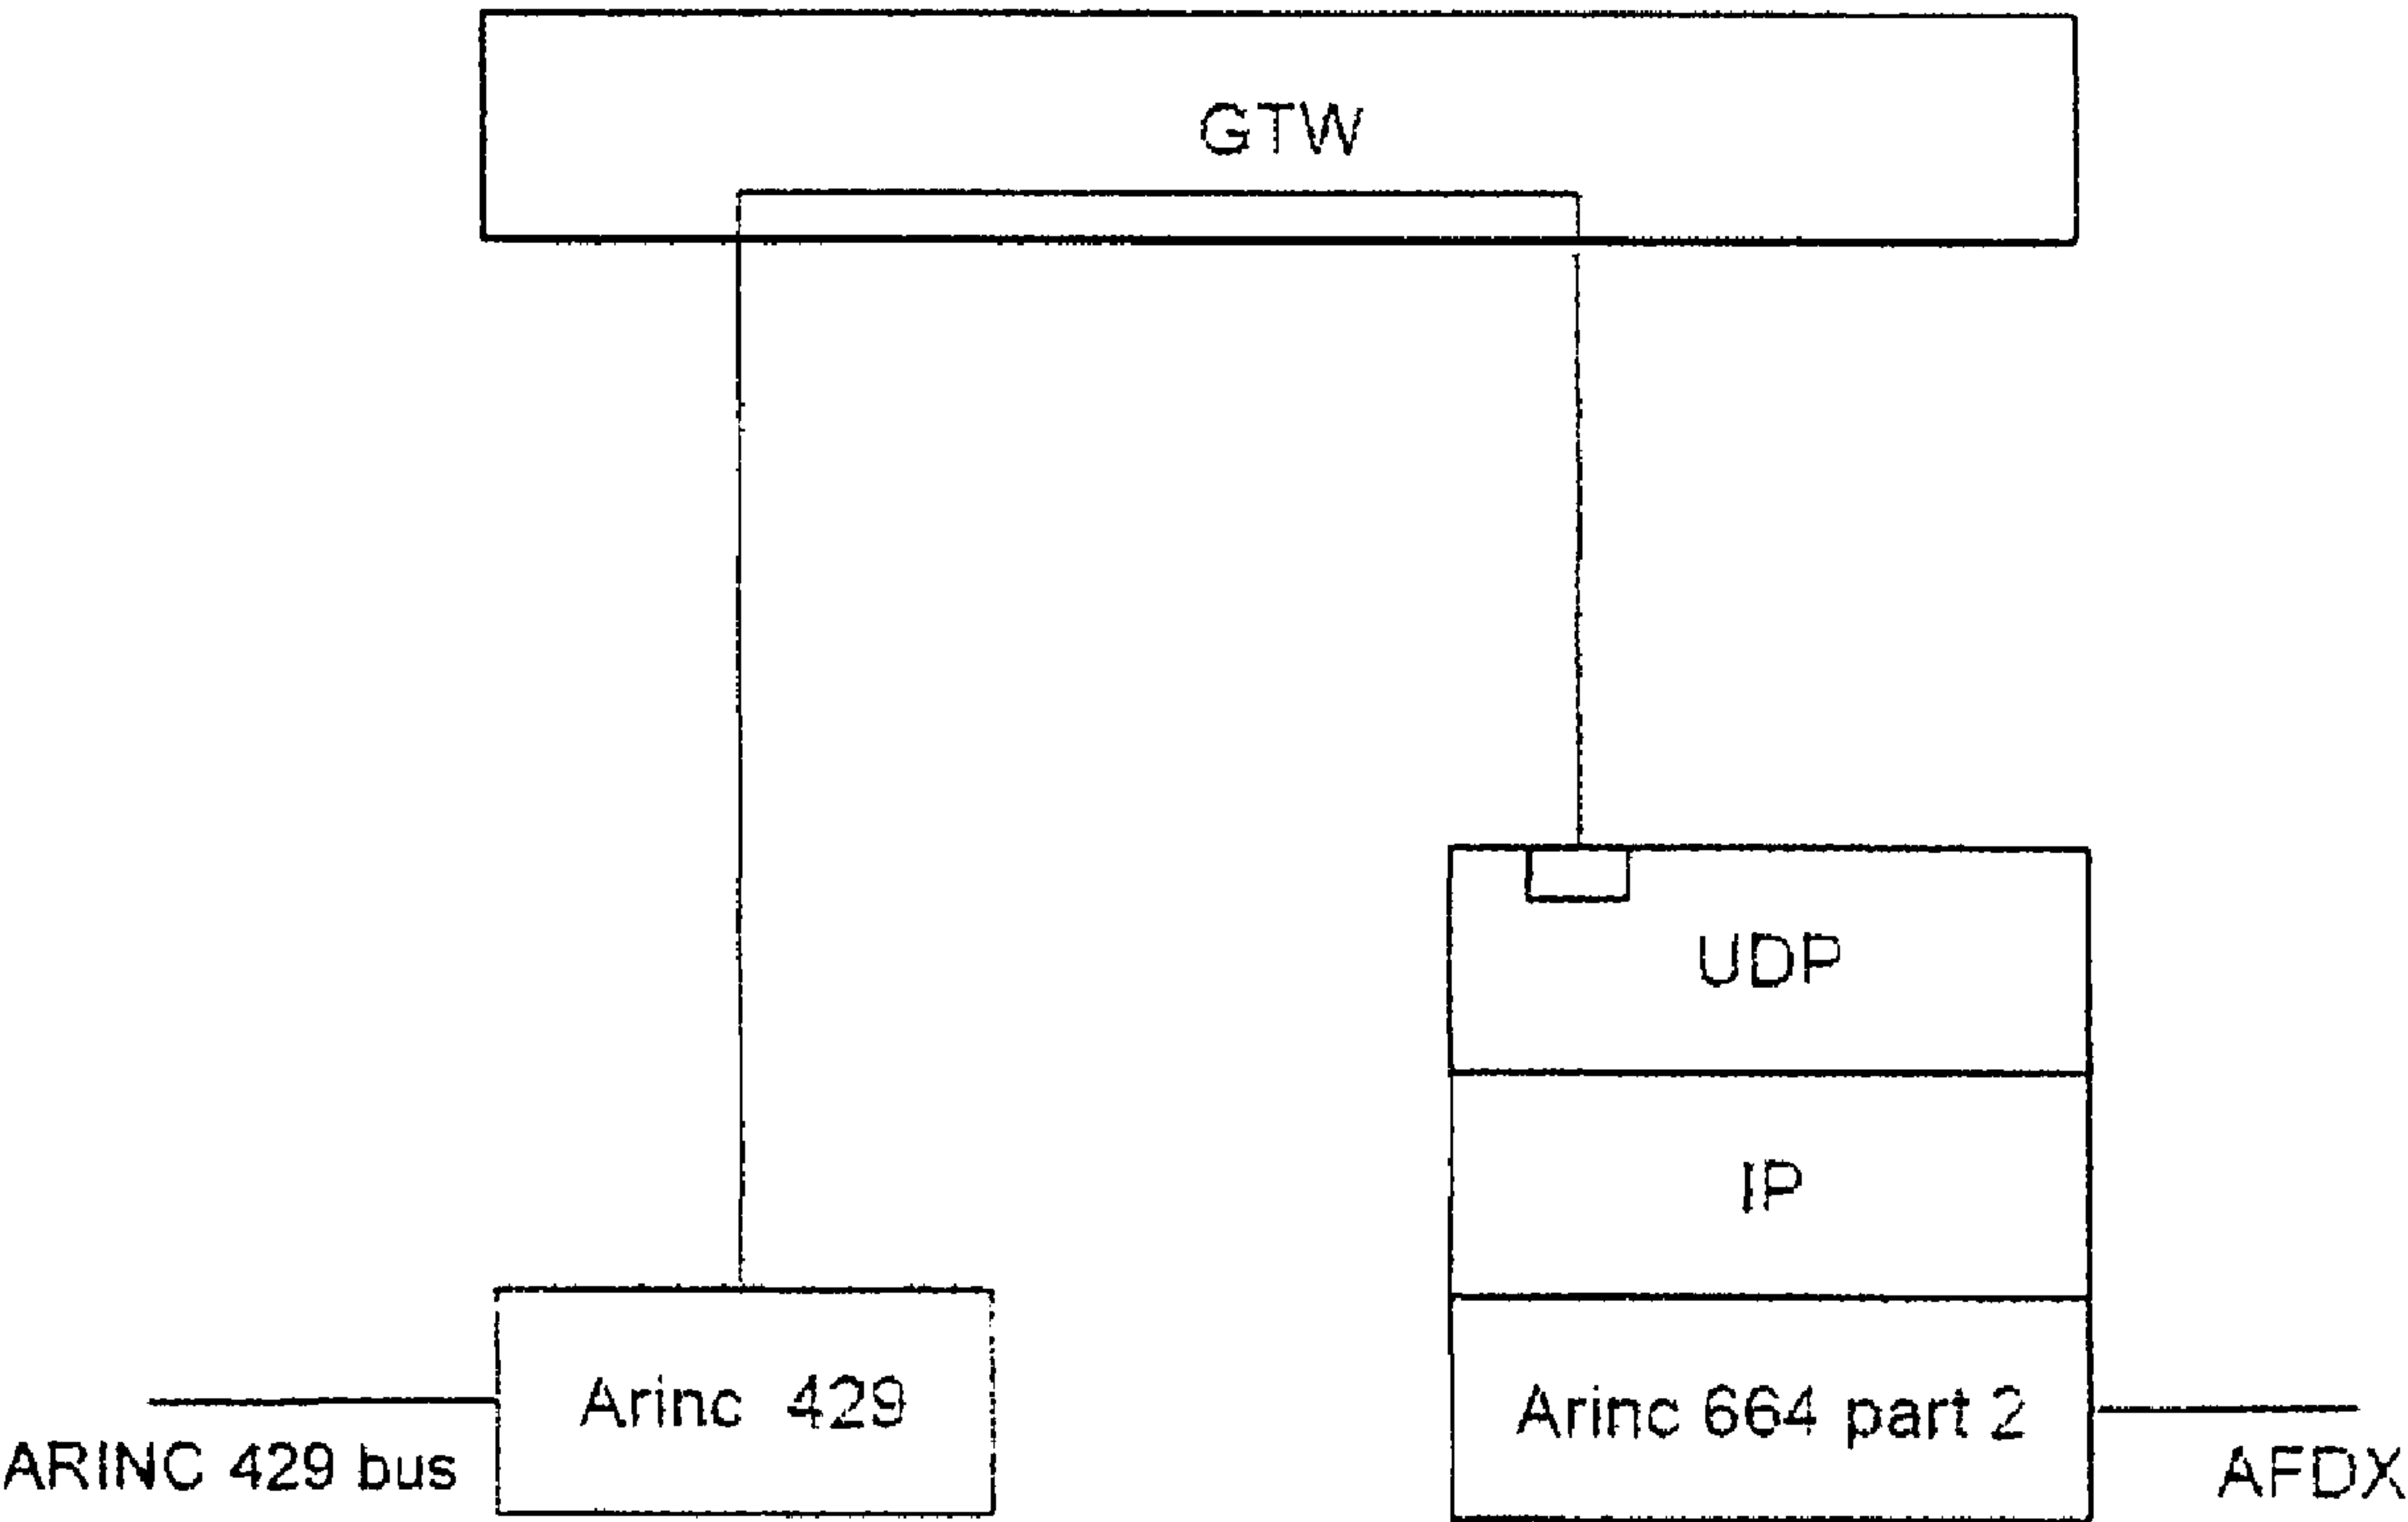 GTW
UDP
IP
Arinc 429
Arinc 664 part 2
ARINC 429 bus
AFDX